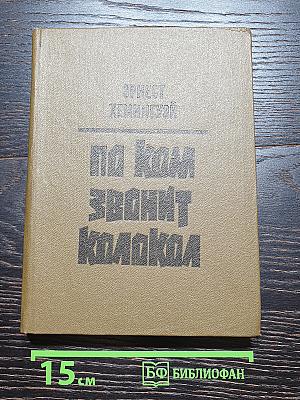 ЭРНЕСТ
ХЕМИНГУЭЙ
ПО КОМ
ЗВОНИТ
КОЛОКОЛ
15 см
БФ БИБЛИОФАН